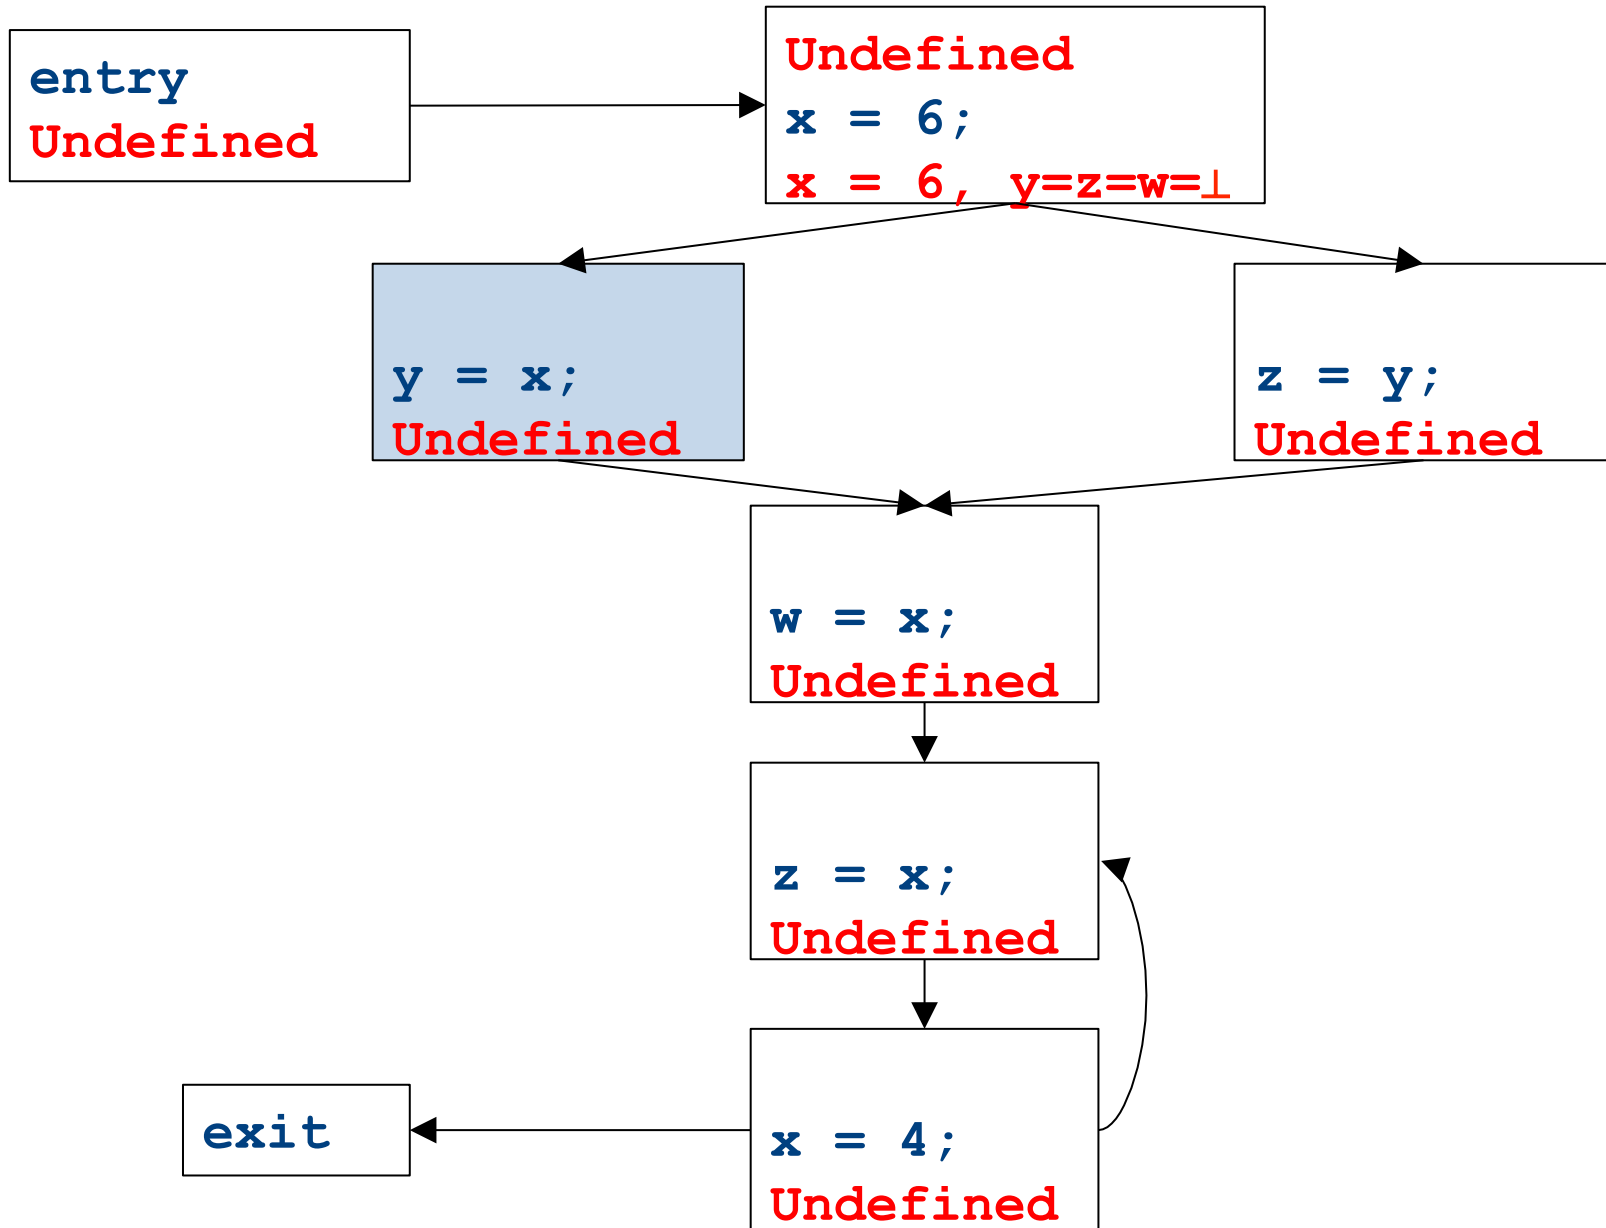 entry
Undefined
Undefined
x = 6;
x = 6, y=z=w=⊥
y = x;
Undefined
z = y;
Undefined
w = x;
Undefined
z = x;
Undefined
exit
x = 4;
Undefined